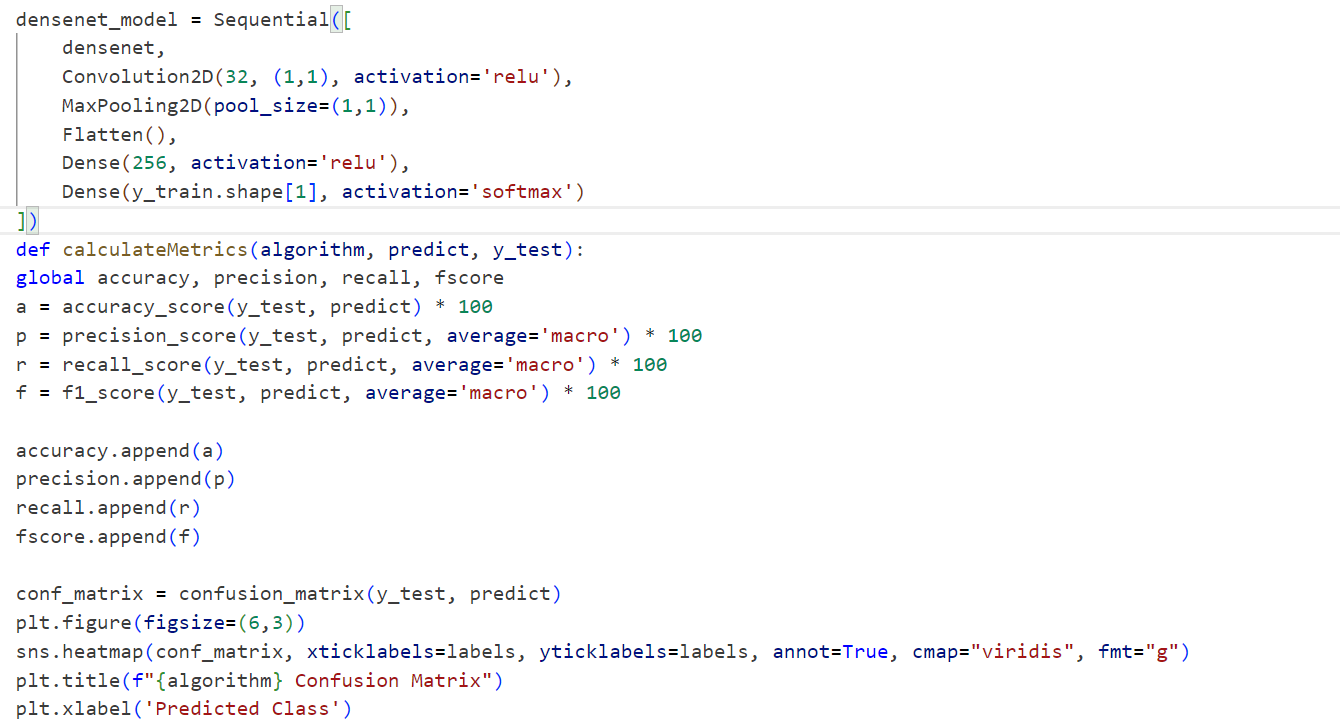 densenet_model = Sequential([
    densenet,
    Convolution2D(32, (1,1), activation='relu'),
    MaxPooling2D(pool_size=(1,1)),
    Flatten(),
    Dense(256, activation='relu'),
    Dense(y_train.shape[1], activation='softmax')
])
def calculateMetrics(algorithm, predict, y_test):
global accuracy, precision, recall, fscore
a = accuracy_score(y_test, predict) * 100
p = precision_score(y_test, predict, average='macro') * 100
r = recall_score(y_test, predict, average='macro') * 100
f = f1_score(y_test, predict, average='macro') * 100

accuracy.append(a)
precision.append(p)
recall.append(r)
fscore.append(f)

conf_matrix = confusion_matrix(y_test, predict)
plt.figure(figsize=(6,3))
sns.heatmap(conf_matrix, xticklabels=labels, yticklabels=labels, annot=True, cmap="viridis", fmt="g")
plt.title(f"{algorithm} Confusion Matrix")
plt.xlabel('Predicted Class')